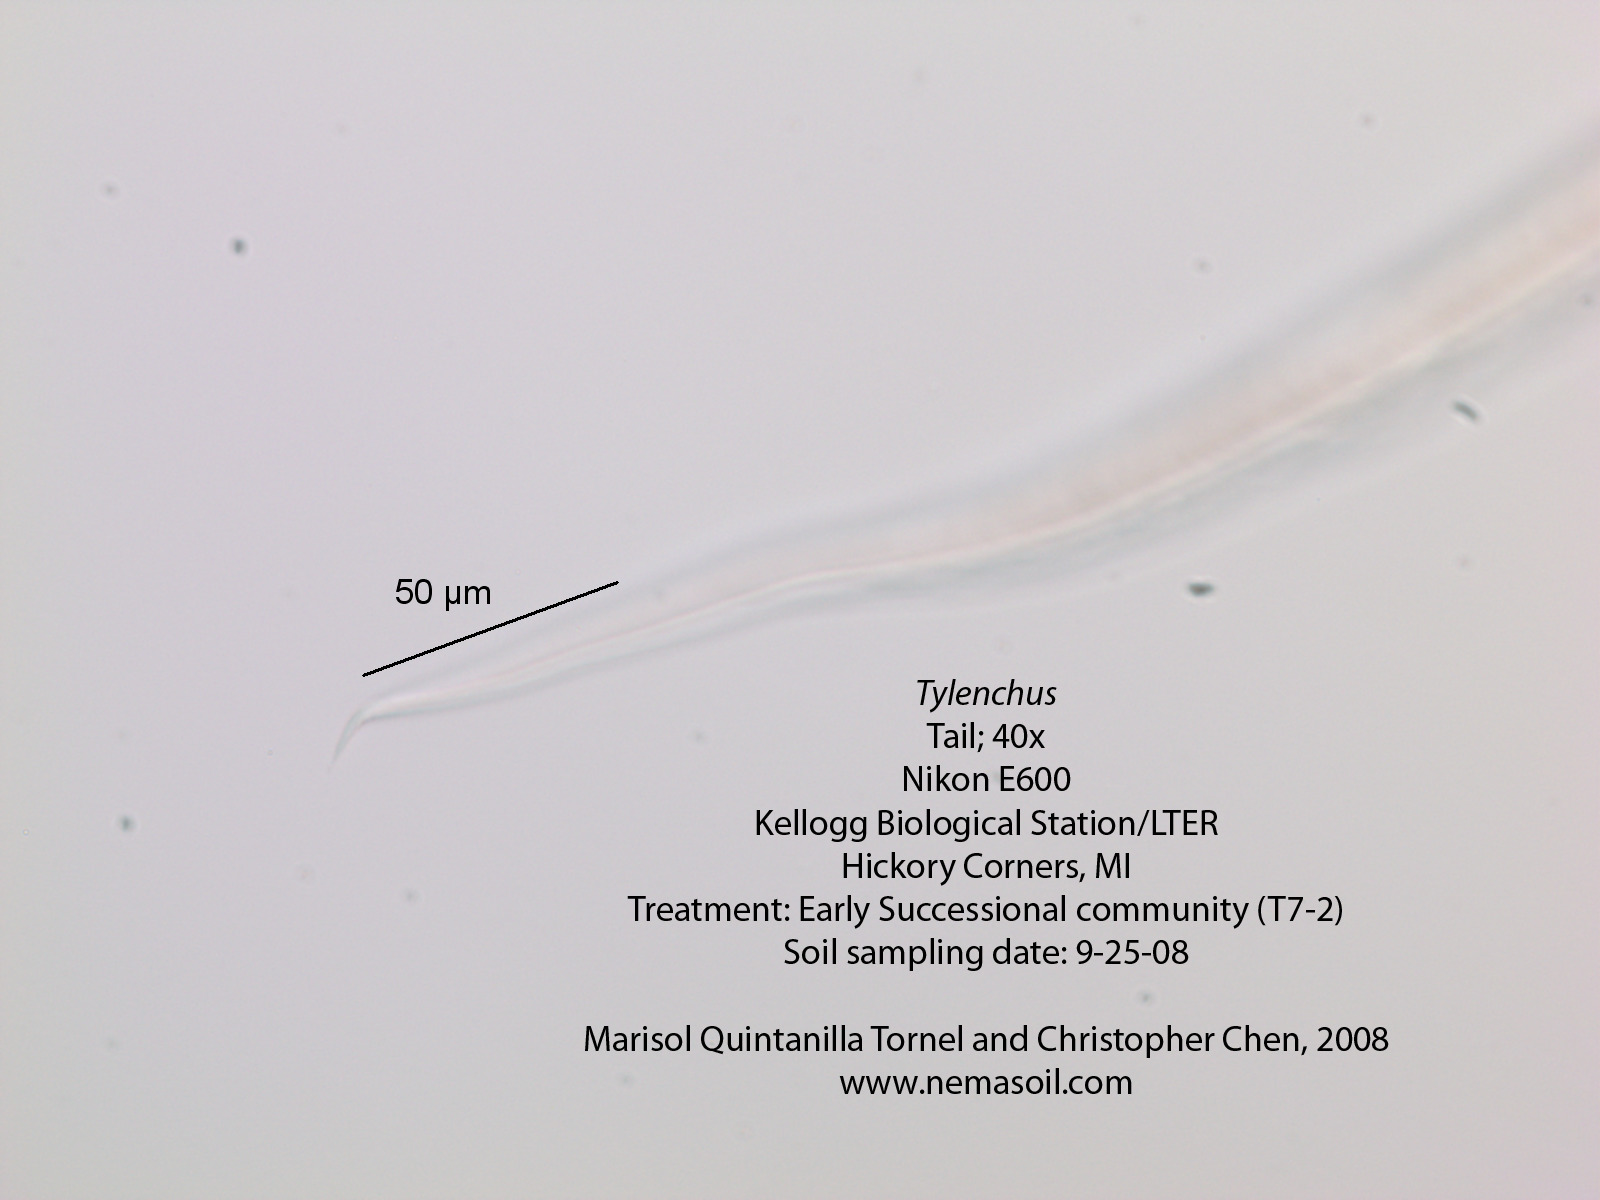 50 µm
Tylenchus
Tail; 40x
Nikon E600
Kellogg Biological Station/LTER
Hickory Corners, MI
Treatment: Early Successional community (T7-2)
Soil sampling date: 9-25-08
Marisol Quintanilla Tornel and Christopher Chen, 2008
www.nemasoil.com